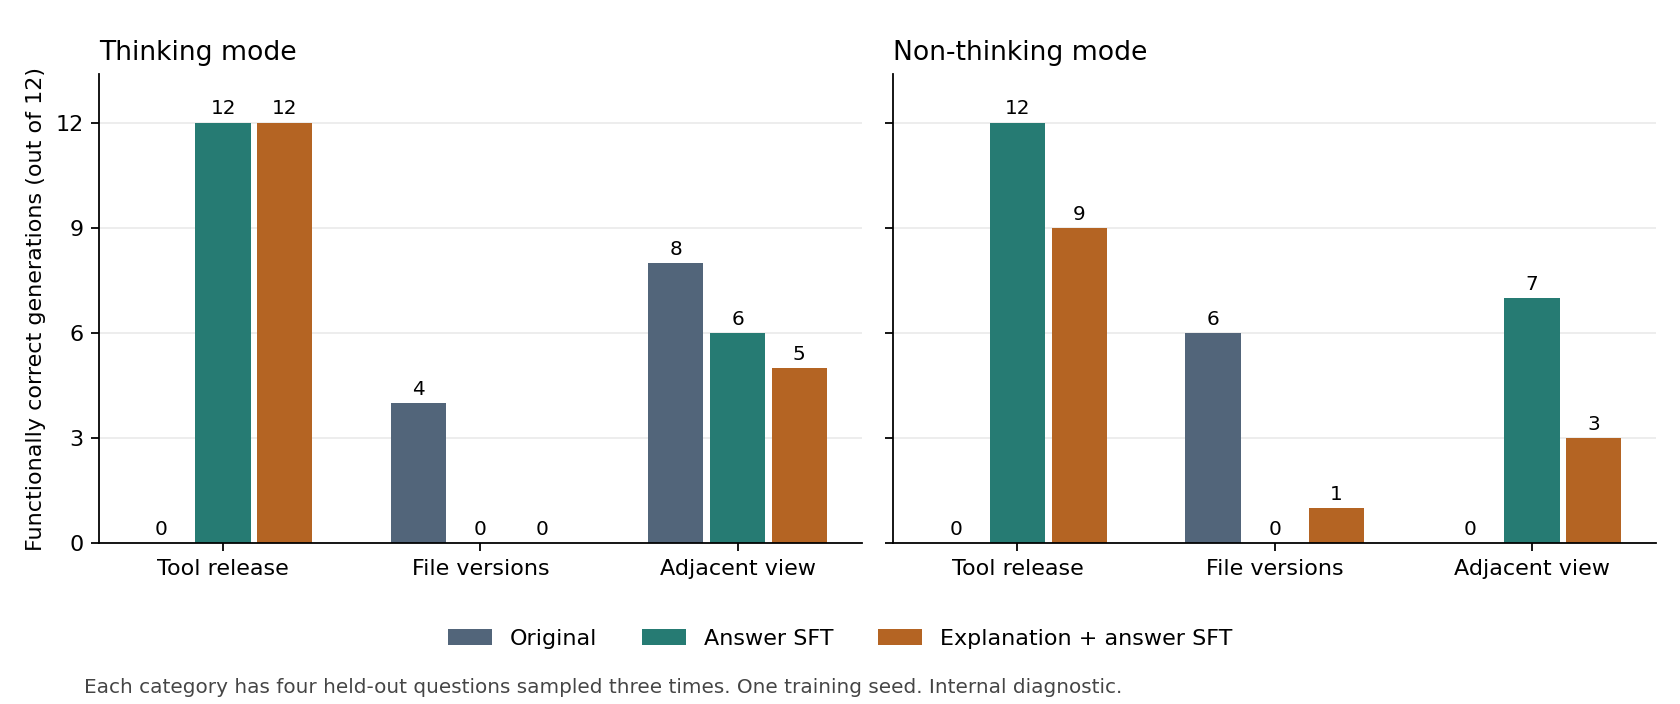 Thinking mode
Functionally correct generations (out of 12)
12
9
6
3
0
0
12
12
4
0
0
8
6
5
Tool release
File versions
Adjacent view
Non-thinking mode
0
12
9
6
0
1
0
7
3
Tool release
File versions
Adjacent view
Original
Answer SFT
Explanation + answer SFT
Each category has four held-out questions sampled three times. One training seed. Internal diagnostic.